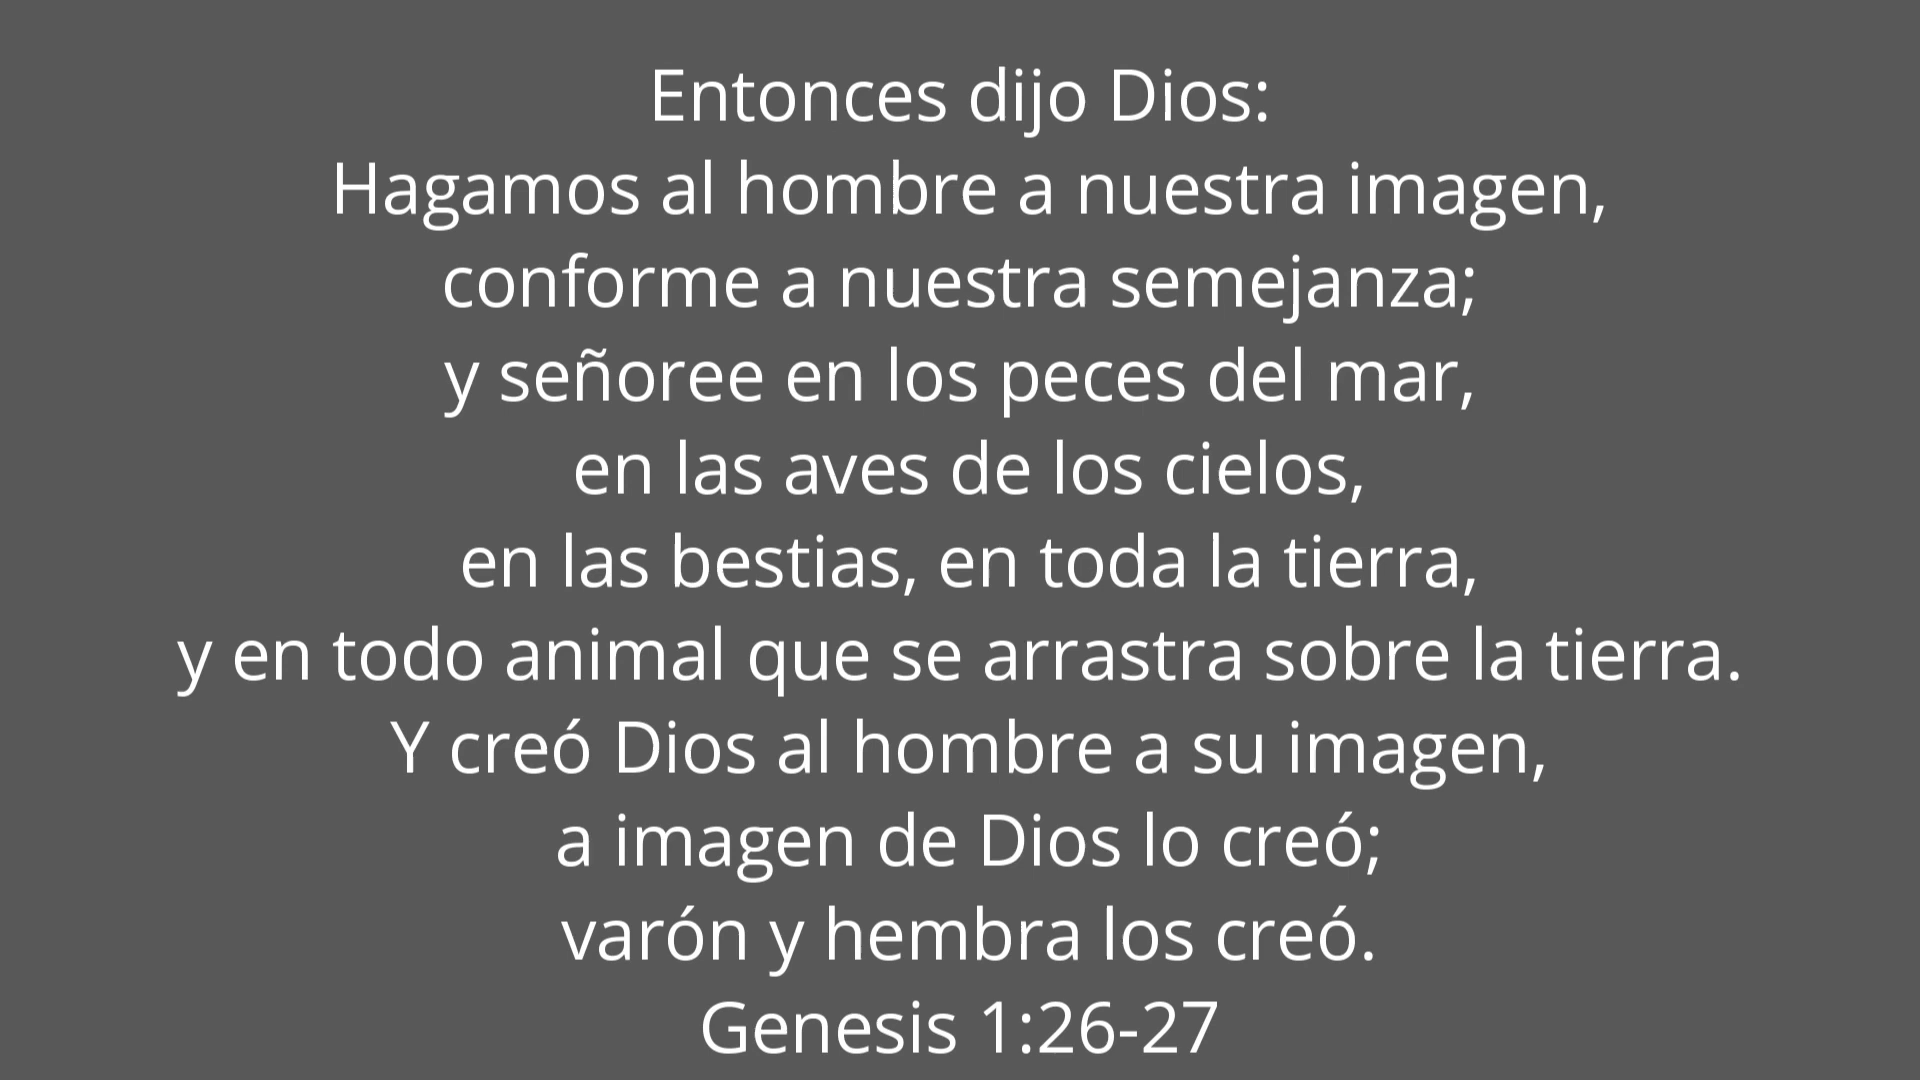 Entonces dijo Dios:
Hagamos al hombre a nuestra imagen,
conforme a nuestra semejanza;
y señoree en los peces del mar,
en las aves de los cielos,
en las bestias, en toda la tierra,
y en todo animal que se arrastra sobre la tierra.
Y creó Dios al hombre a su imagen,
a imagen de Dios lo creó;
varón y hembra los creó.
Genesis 1:26-27